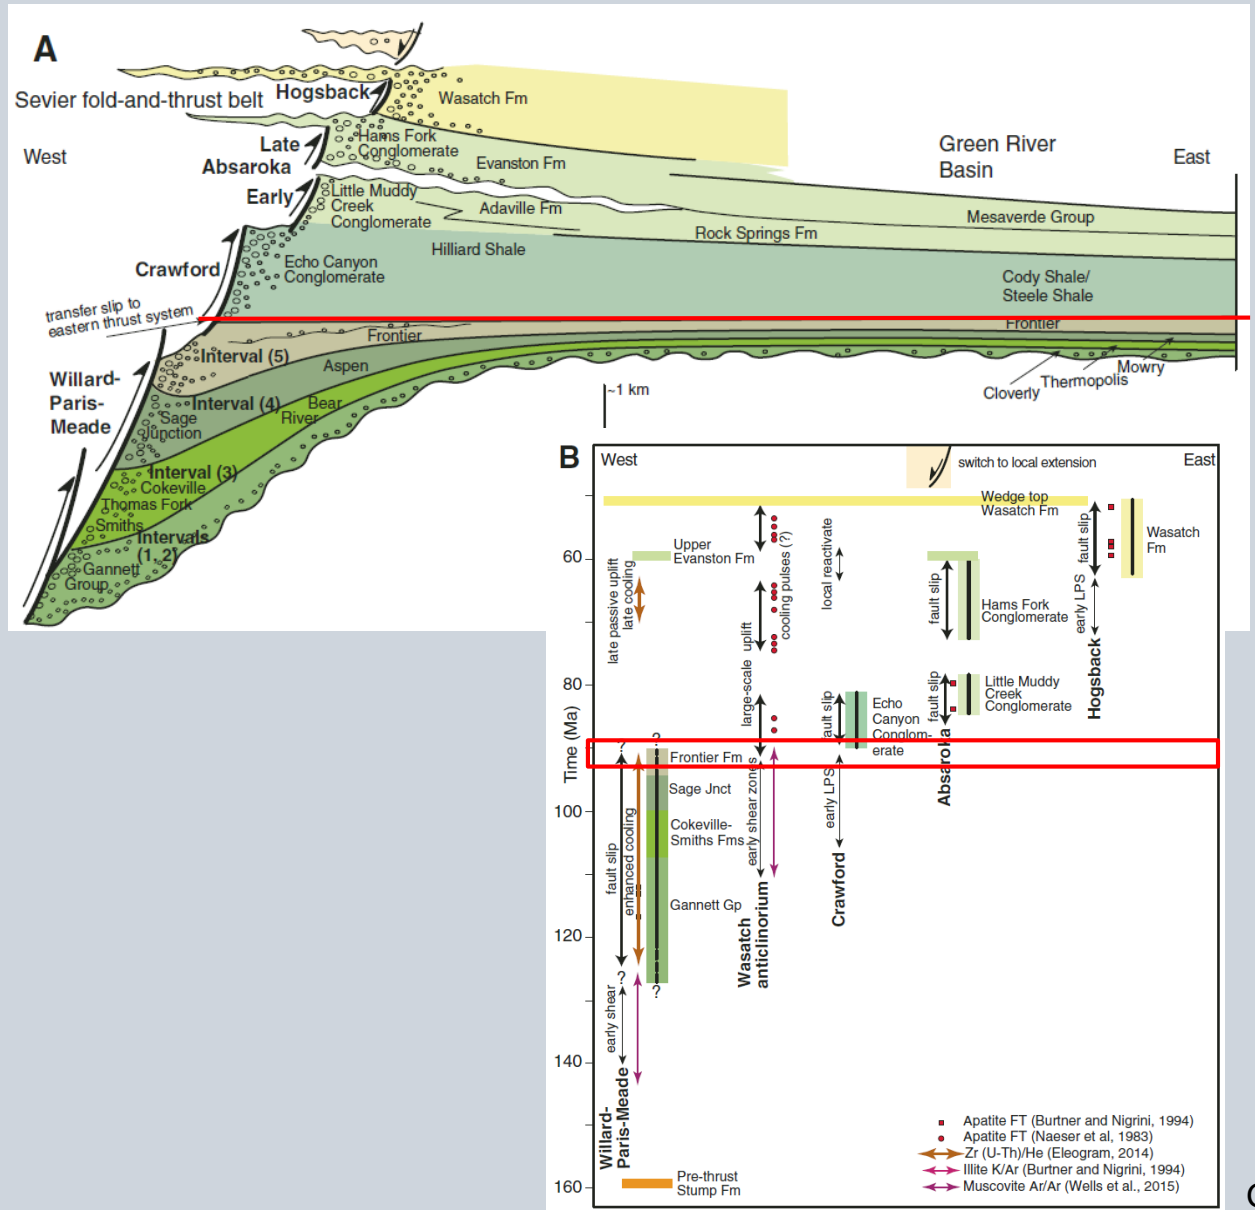 A
Sevier fold-and-thrust belt
West
Hogsback
Wasatch Fm
Late
Absaroka
Hams Fork
Conglomerate
Evanston Fm
Green River
Basin
East
Early
Little Muddy
Creek
Conglomerate
Adaville Fm
Mesaverde Group
Rock Springs Fm
Hilliard Shale
Crawford
Echo Canyon
Conglomerate
Cody Shale/
Steele Shale
transfer slip to
eastern thrust system
Frontier
Frontier
Interval (5)
Aspen
Mowry
Thermopolis
Cloverly
Willard-
Paris-
Meade
~1 km
Interval (4)
Sage
Junction
Bear
River
Interval (3)
Cokeville
Thomas Fork
Smiths
Intervals
(1, 2)
Gannett
Group
B
West
switch to local extension
East
Wedge top
Wasatch Fm
Wasatch
Fm
fault slip
60
Upper
Evanston Fm
late passive uplift
late cooling
cooling pulses (?)
local reactivate
fault slip
Hams Fork
Conglomerate
early LPS
Hogsback
large-scale uplift
80
fault slip
Echo
Canyon
Conglom-
erate
fault slip
Little Muddy
Creek
Conglomerate
Absaroka
Time (Ma)
?
?
Frontier Fm
Sage Jnct
100
Cokeville-
Smiths Fms
Gannett Gp
fault slip
enhanced cooling
early shear zones
Wasatch
anticlinorium
early LPS
Crawford
120
?
?
early shear
140
Willard-
Paris-Meade
160
Pre-thrust
Stump Fm
Apatite FT (Burtner and Nigrini, 1994)
Apatite FT (Naeser et al, 1983)
Zr (U-Th)/He (Eleogram, 2014)
Illite K/Ar (Burtner and Nigrini, 1994)
Muscovite Ar/Ar (Wells et al., 2015)